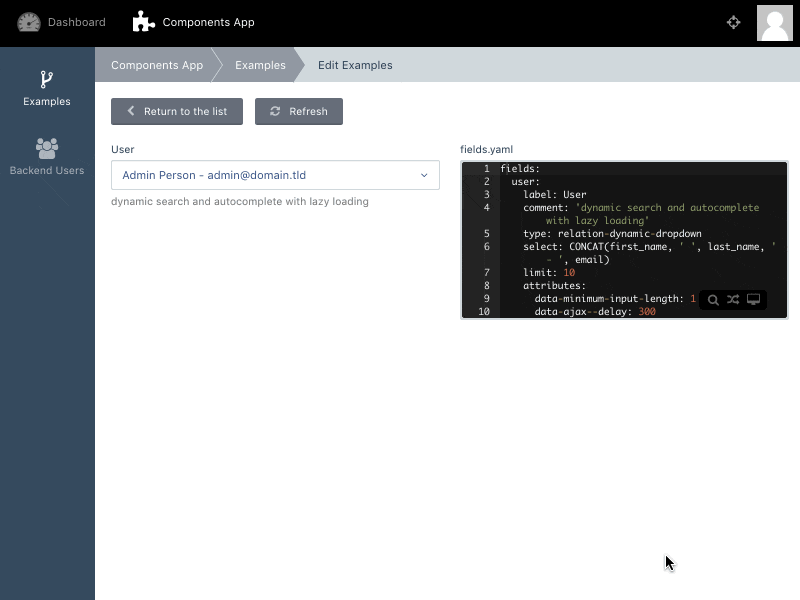 Dashboard
Components App
Components App
Examples
Edit Examples
Examples
Backend Users
Return to the list
Refresh
User
Admin Person - admin@domain.tld
dynamic search and autocomplete with lazy loading
fields.yaml
1 fields:
2 user:
3 label: User
4 comment: 'dynamic search and autocomplete
with lazy loading'
5 type: relation-dynamic-dropdown
6 select: CONCAT(first_name, ' ', last_name, '
- ', email)
7 limit: 10
8 attributes:
9 data-minimum-input-length: 1
10 data-ajax--delay: 300